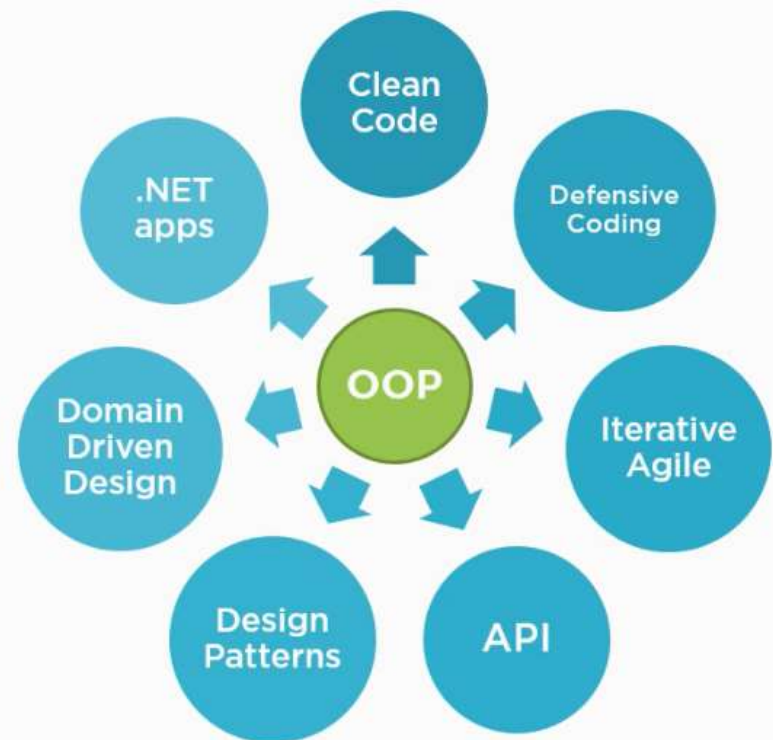 Clean
Code
Defensive
Coding
Iterative
Agile
API
Design
Patterns
Domain
Driven
Design
.NET
apps
OOP